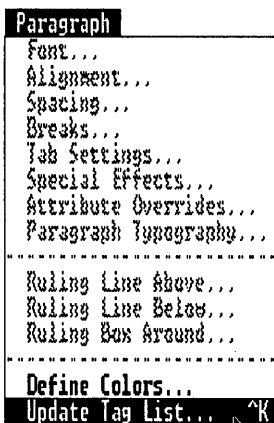 Paragraph
Font...
Alignment...
Spacing...
Breaks...
Tab Settings...
Special Effects...
Attribute Overrides...
Paragraph Typography...
Ruling Line Above...
Ruling Line Below...
Ruling Box Around...
Define Colors...
Update Tag List... ^K